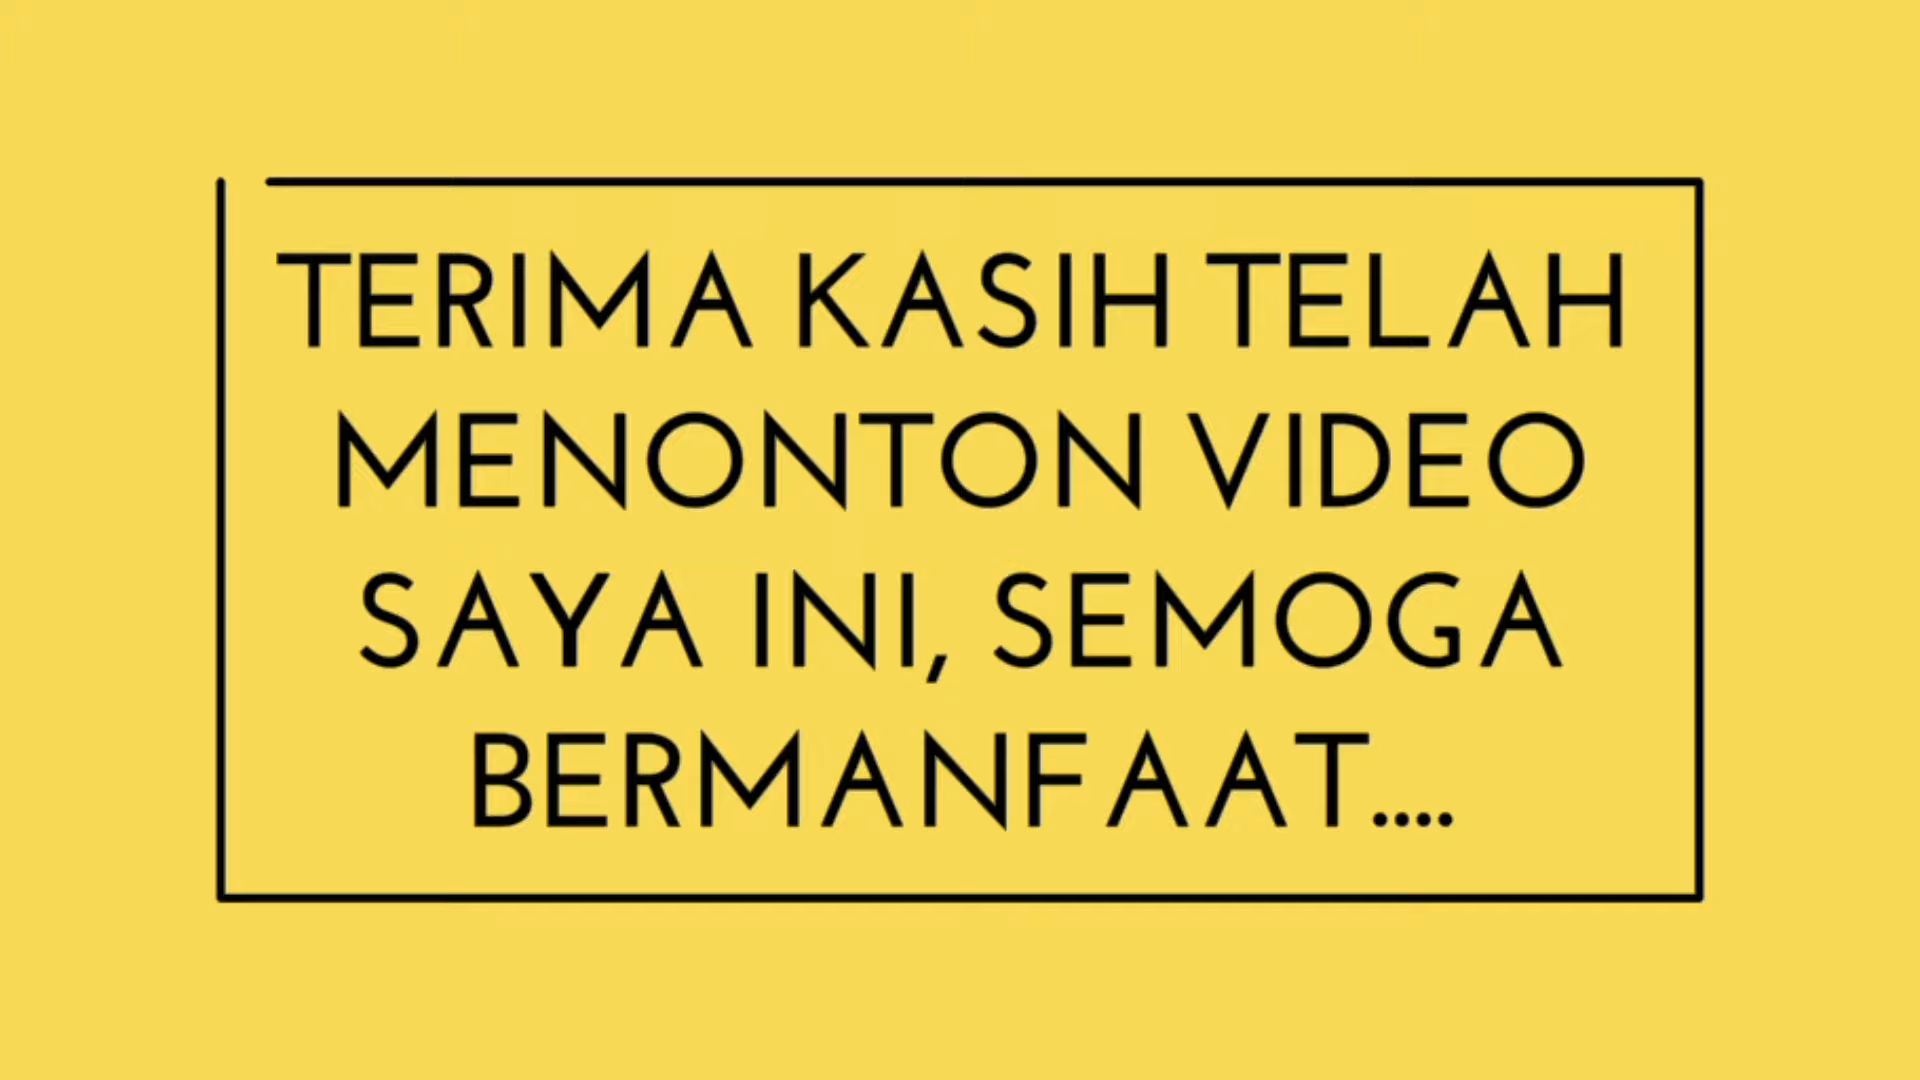 TERIMA KASIH TELAH
MENONTON VIDEO
SAYA INI, SEMOGA
BERMANFAAT....